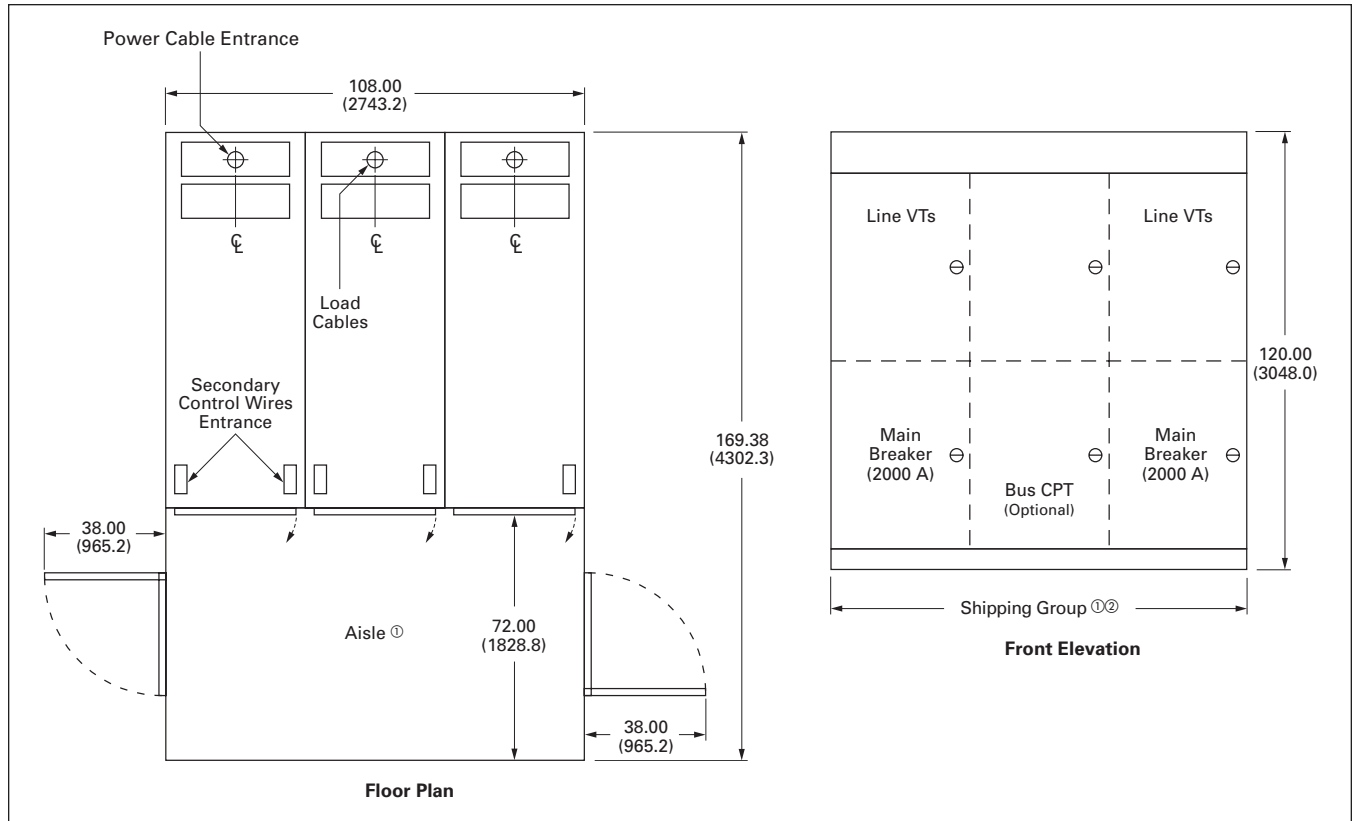 Power Cable Entrance
108.00
(2743.2)
℄
℄
℄
Load
Cables
Secondary
Control Wires
Entrance
169.38
(4302.3)
38.00
(965.2)
Aisle ①
72.00
(1828.8)
38.00
(965.2)
Floor Plan
Line VTs
Line VTs
120.00
(3048.0)
Main
Breaker
(2000 A)
Bus CPT
(Optional)
Main
Breaker
(2000 A)
Shipping Group ①②
Front Elevation